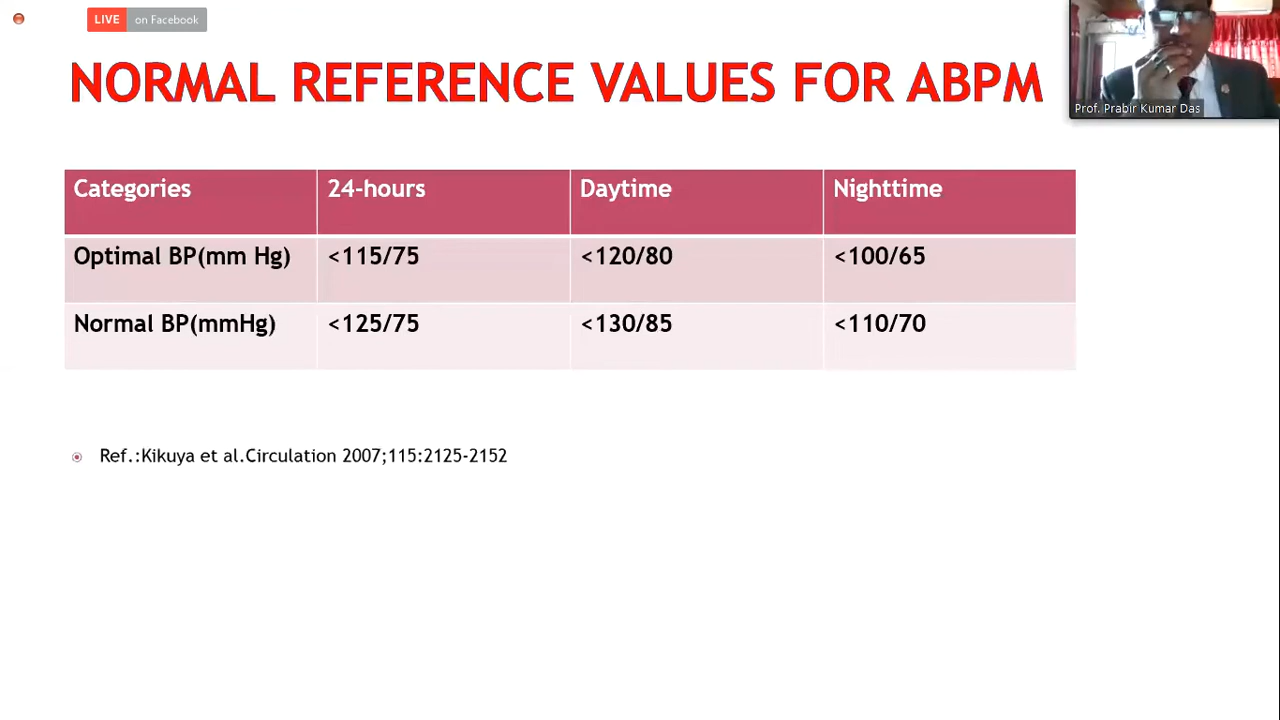 LIVE on Facebook
NORMAL REFERENCE VALUES FOR ABPM
Prof. Prabir Kumar Das
Categories 24-hours Daytime Nighttime
Optimal BP(mm Hg) <115/75 <120/80 <100/65
Normal BP(mmHg) <125/75 <130/85 <110/70
Ref.:Kikuya et al.Circulation 2007;115:2125-2152